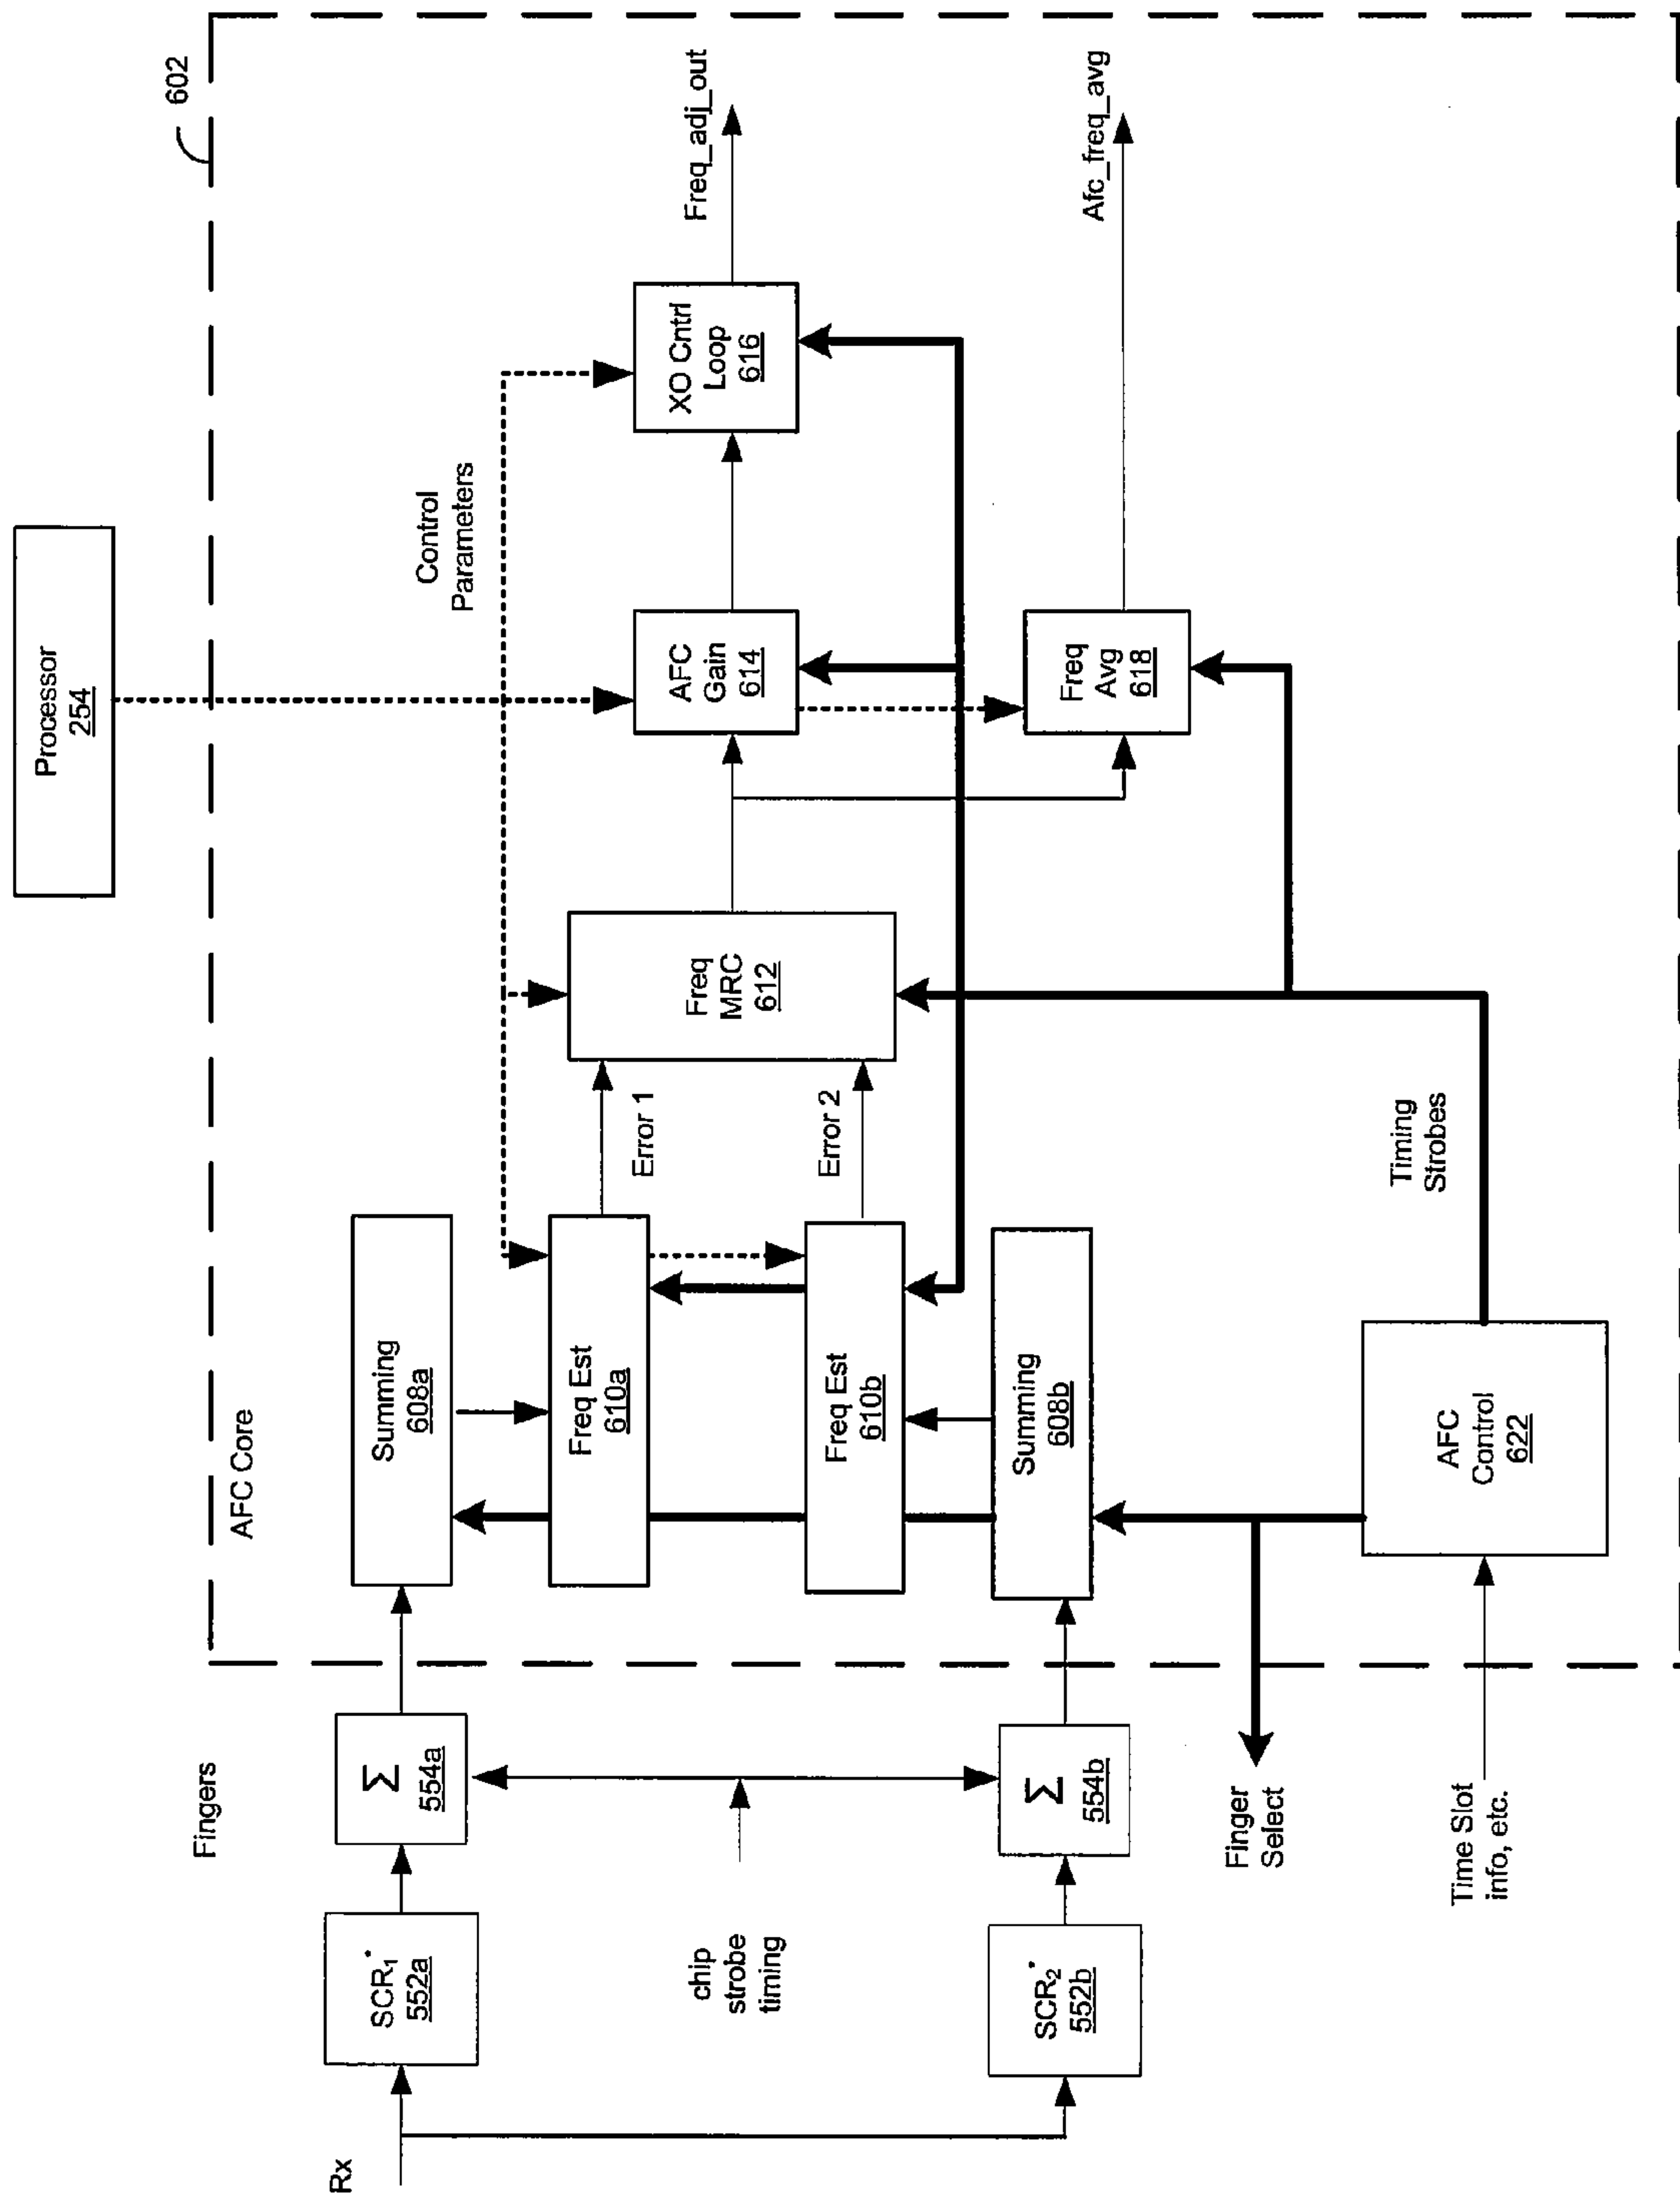 Processor
254
602
AFC Core
Fingers
Control
Parameters
Rx
SCR1*
552a
Σ
554a
Summing
608a
Freq Est
610a
Error 1
Freq
MRC
612
AFC
Gain
614
XO Cntrl
Loop
616
Freq_adj_out
chip
strobe
timing
Freq Est
610b
Error 2
SCR2*
552b
Σ
554b
Summing
608b
Freq
Avg
618
Afc_freq_avg
Finger
Select
Timing
Strobes
Time Slot
info, etc.
AFC
Control
622